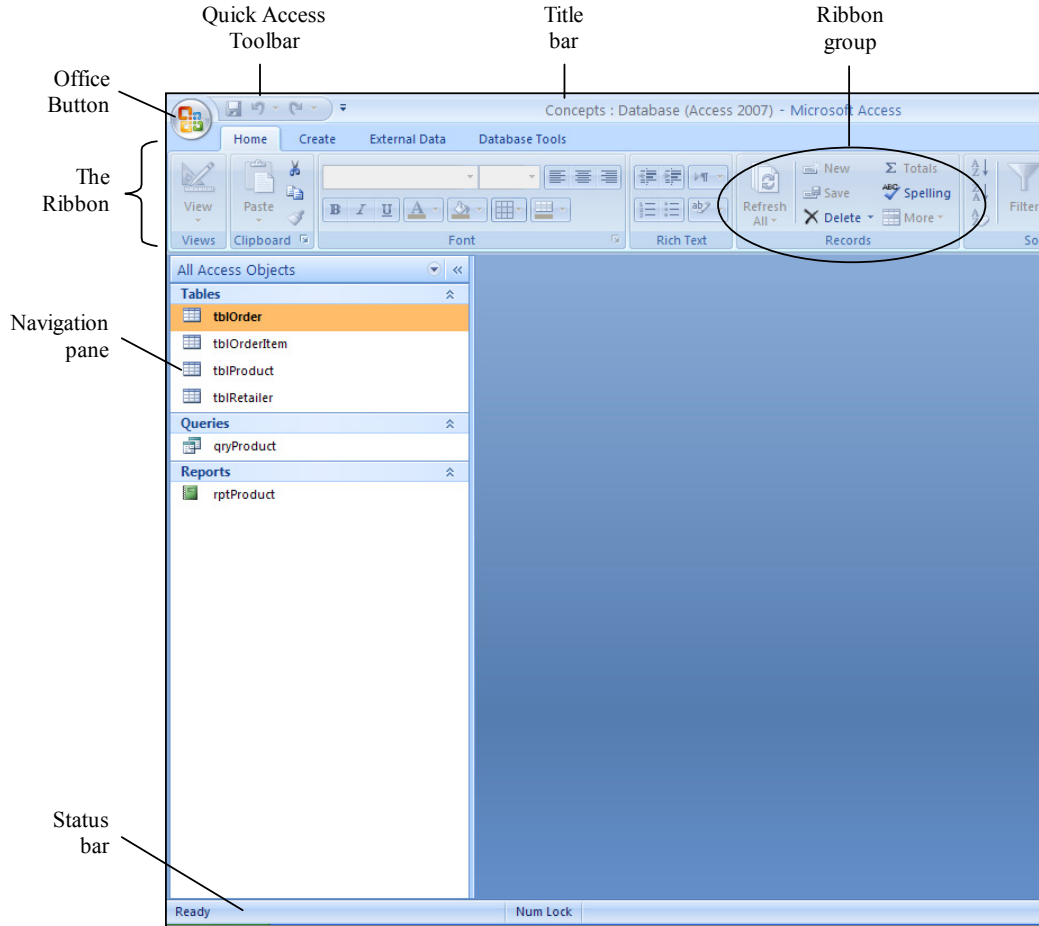 Quick Access
Toolbar
Title
bar
Ribbon
group
Office
Button
Concepts : Database (Access 2007) - Microsoft Access
Home Create External Data Database Tools
The
Ribbon
View
Paste
B I U A
ab
Refresh
All
New
Save
Delete
Σ Totals
ABC Spelling
More
A
Z
Z
A
Filter
Views Clipboard Font Rich Text Records So
All Access Objects
Tables
tblOrder
tblOrderItem
tblProduct
tblRetailer
Queries
qryProduct
Reports
rptProduct
Navigation
pane
Status
bar
Ready Num Lock